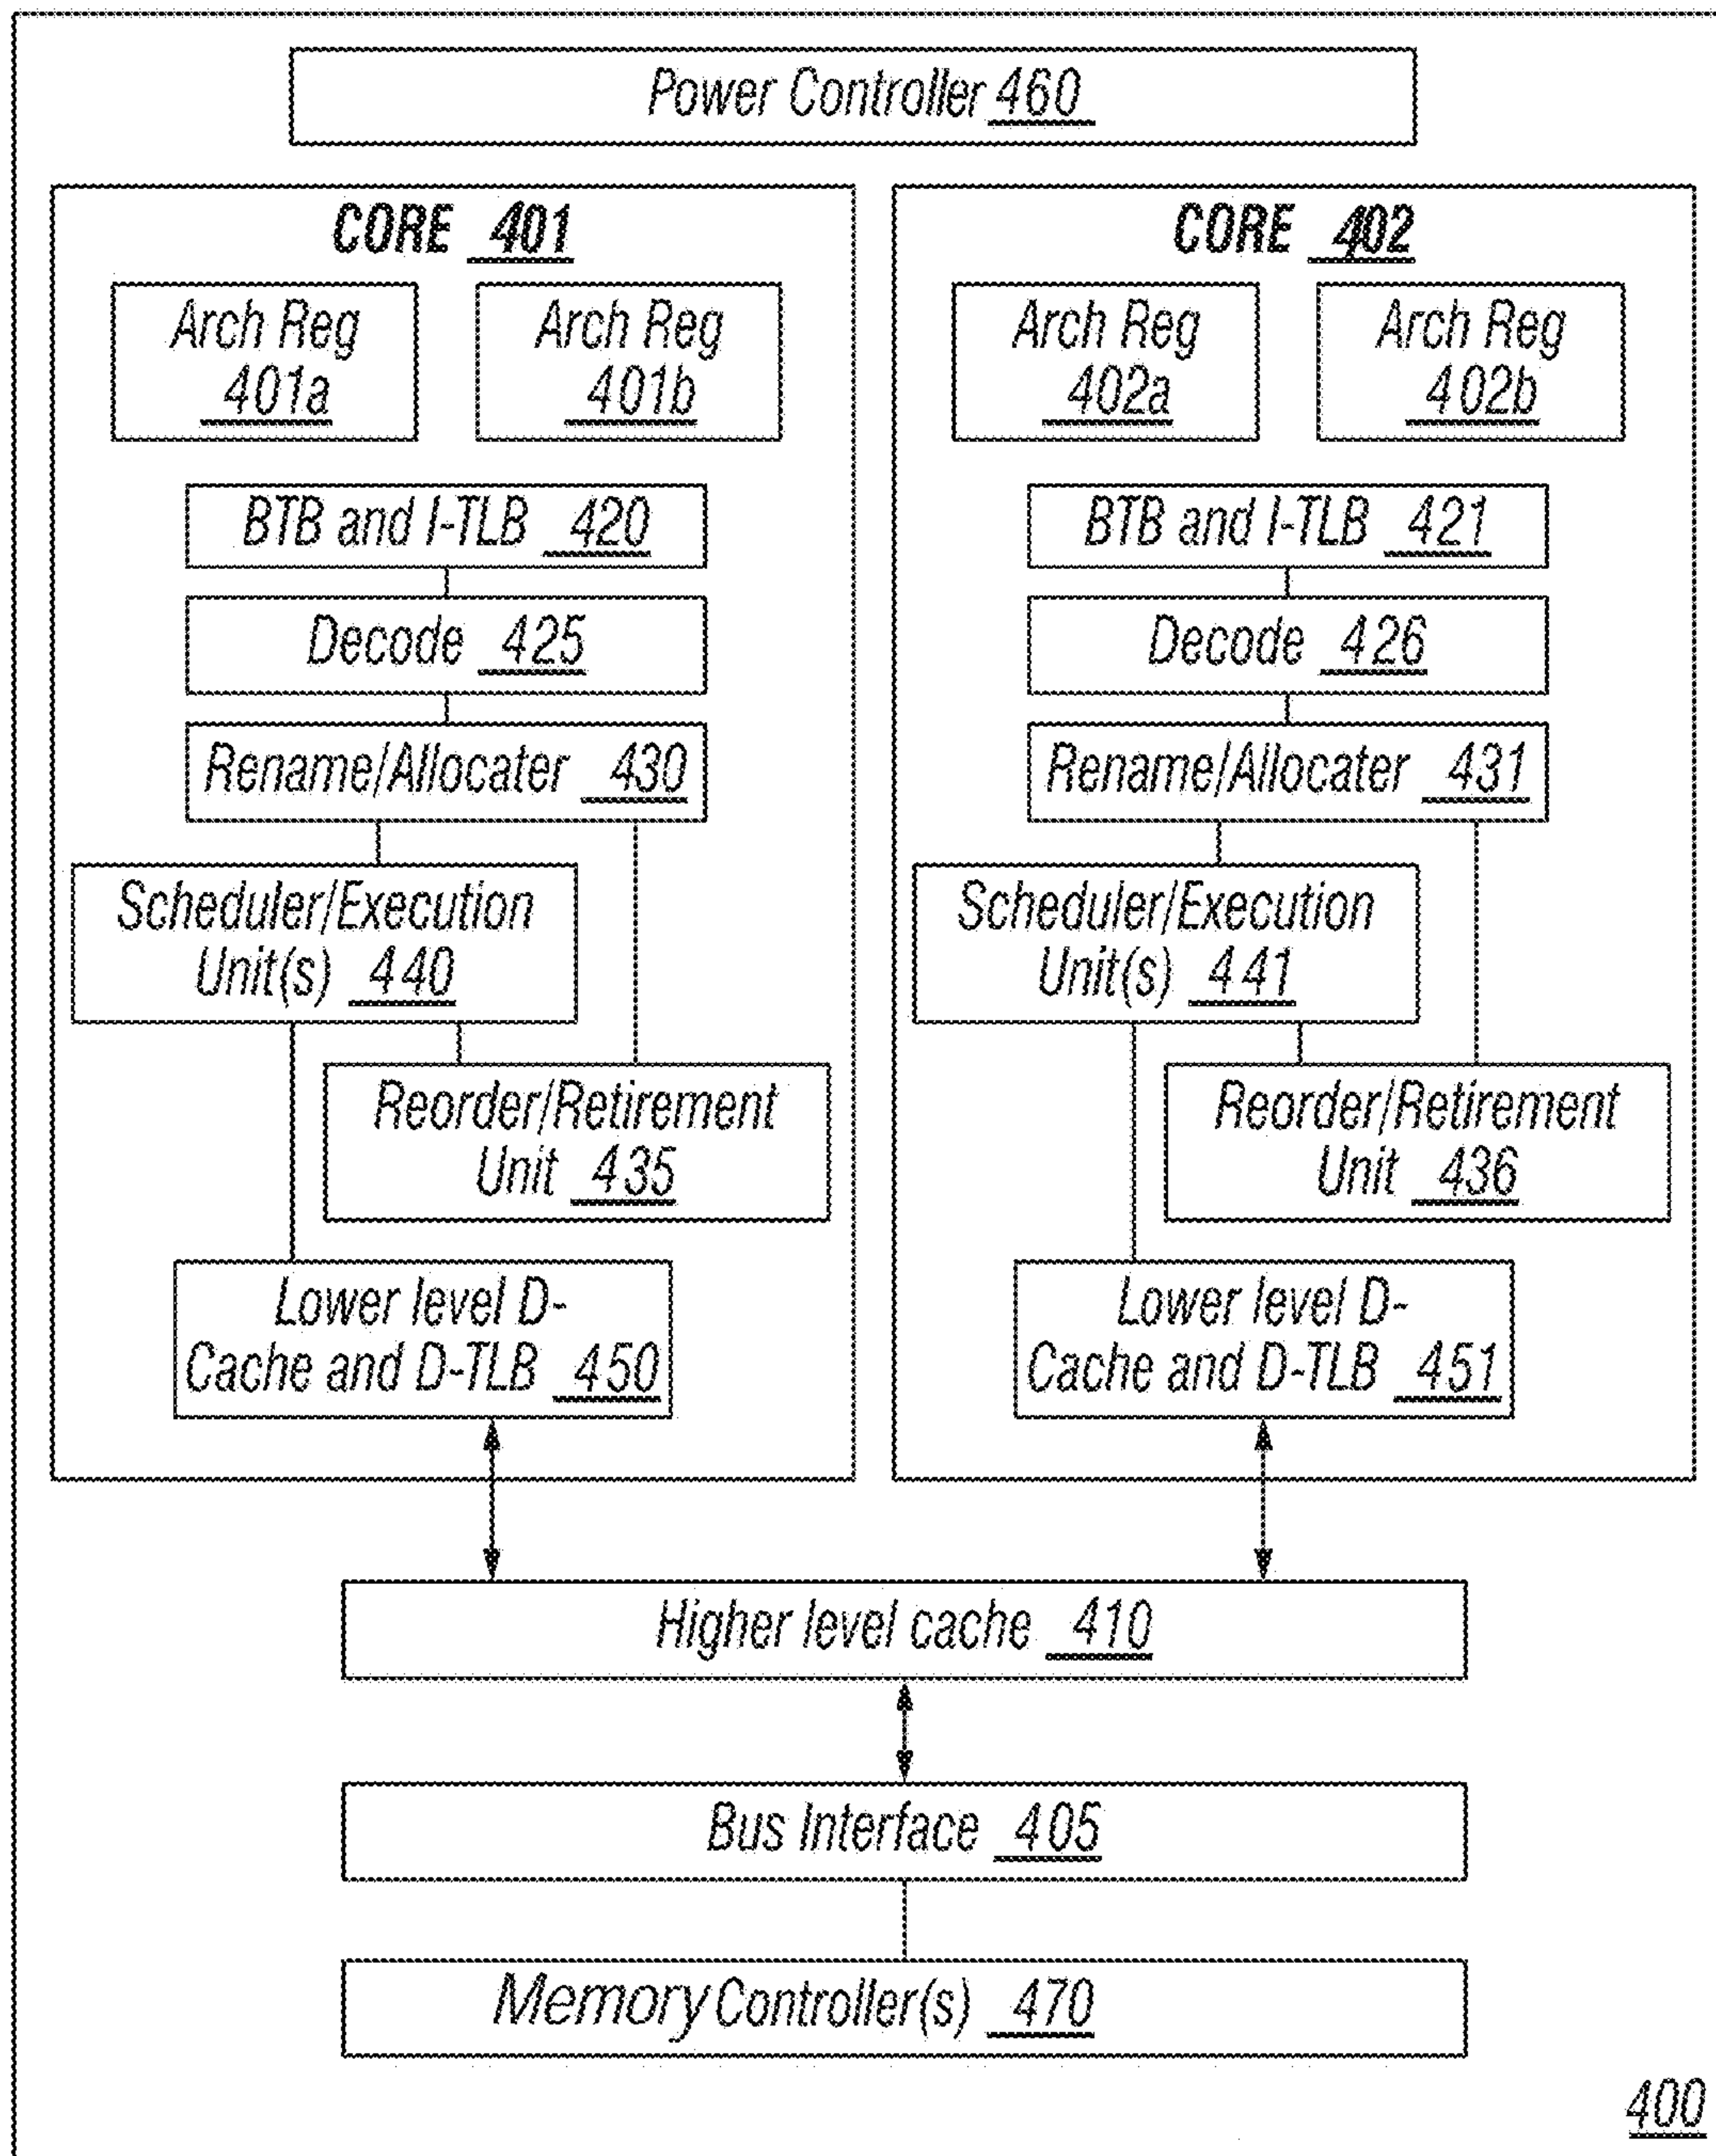 Power Controller 460
CORE 401
Arch Reg
401a
Arch Reg
401b
BTB and I-TLB 420
Decode 425
Rename/Allocater 430
Scheduler/Execution
Unit(s) 440
Reorder/Retirement
Unit 435
Lower level D-
Cache and D-TLB 450
CORE 402
Arch Reg
402a
Arch Reg
402b
BTB and I-TLB 421
Decode 426
Rename/Allocater 431
Scheduler/Execution
Unit(s) 441
Reorder/Retirement
Unit 436
Lower level D-
Cache and D-TLB 451
Higher level cache 410
Bus Interface 405
Memory Controller(s) 470
400